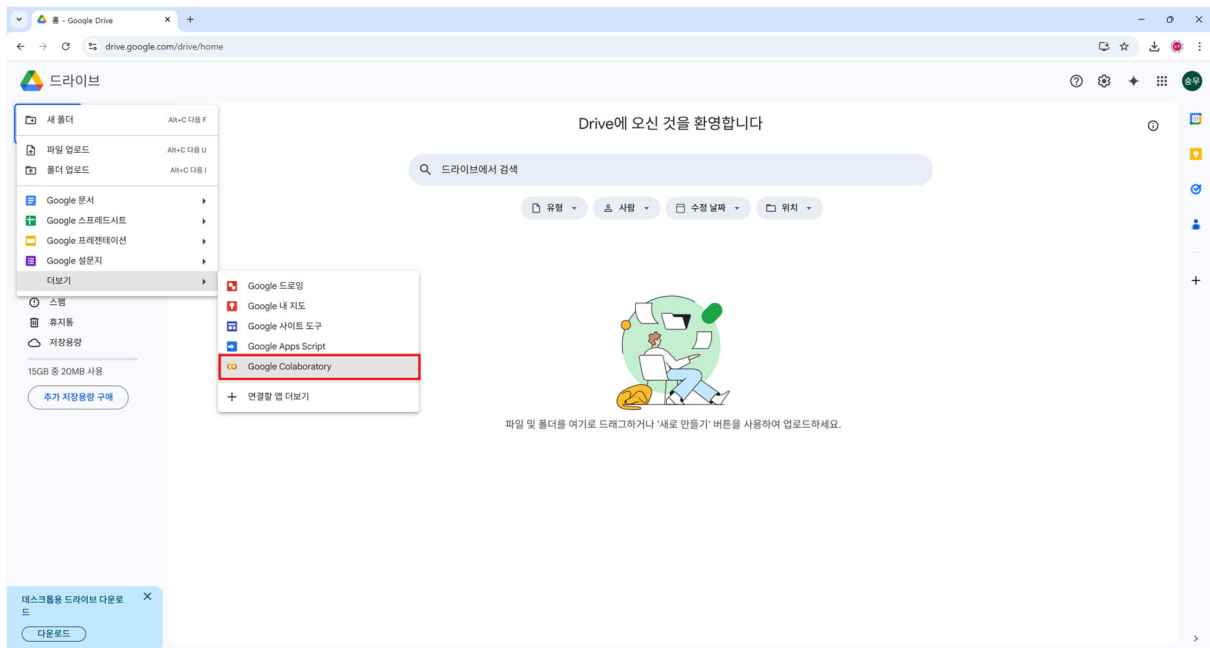 홈 - Google Drive
drive.google.com/drive/home
드라이브
승무
새 폴더 Alt+C 다음 F
파일 업로드 Alt+C 다음 U
폴더 업로드 Alt+C 다음 I
Google 문서
Google 스프레드시트
Google 프레젠테이션
Google 설문지
더보기
Google 드로잉
Google 내 지도
Google 사이트 도구
Google Apps Script
Google Colaboratory
연결할 앱 더보기
스팸
휴지통
저장용량
15GB 중 20MB 사용
추가 저장용량 구매
Drive에 오신 것을 환영합니다
드라이브에서 검색
유형
사람
수정 날짜
위치
파일 및 폴더를 여기로 드래그하거나 '새로 만들기' 버튼을 사용하여 업로드하세요.
데스크톱용 드라이브 다운로
드
다운로드